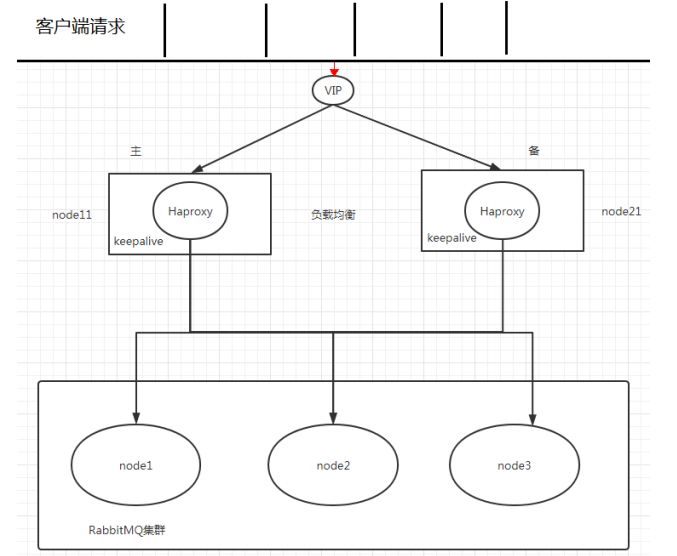 客户端请求
VIP
主
备
node11
Haproxy
keepalive
负载均衡
Haproxy
keepalive
node21
node1
node2
node3
RabbitMQ集群